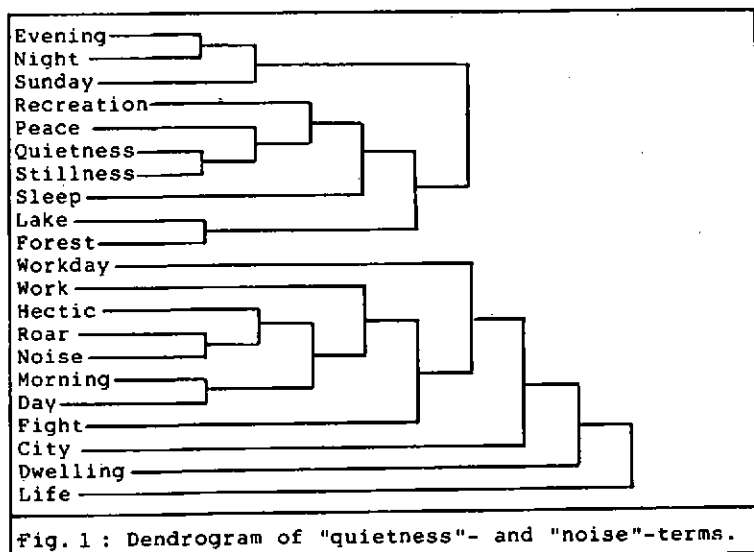 Evening
Night
Sunday
Recreation
Peace
Quietness
Stillness
Sleep
Lake
Forest
Workday
Work
Hectic
Roar
Noise
Morning
Day
Fight
City
Dwelling
Life
Fig. 1 : Dendrogram of "quietness"- and "noise"-terms.